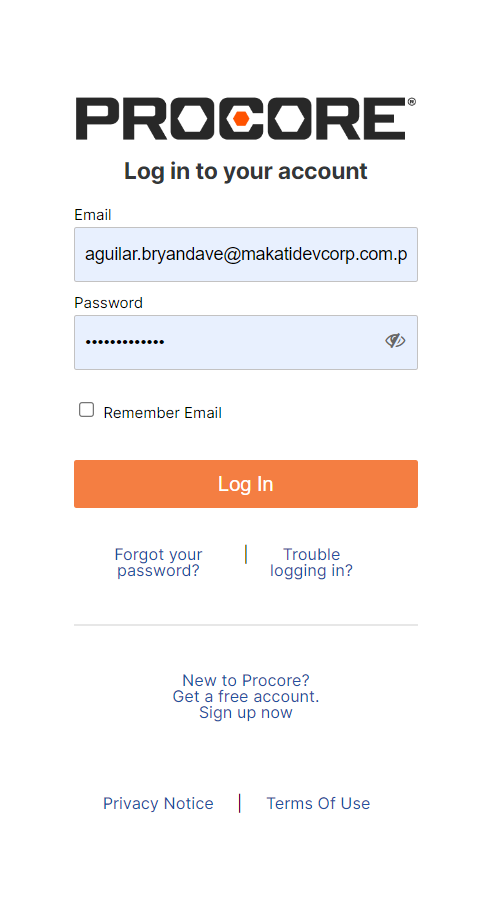 PROCORE®
Log in to your account
Email
aguilar.bryandave@makatidevcorp.com.p
Password
•••••••••••••
Remember Email
Log In
Forgot your | Trouble
password? logging in?
New to Procore?
Get a free account.
Sign up now
Privacy Notice | Terms Of Use